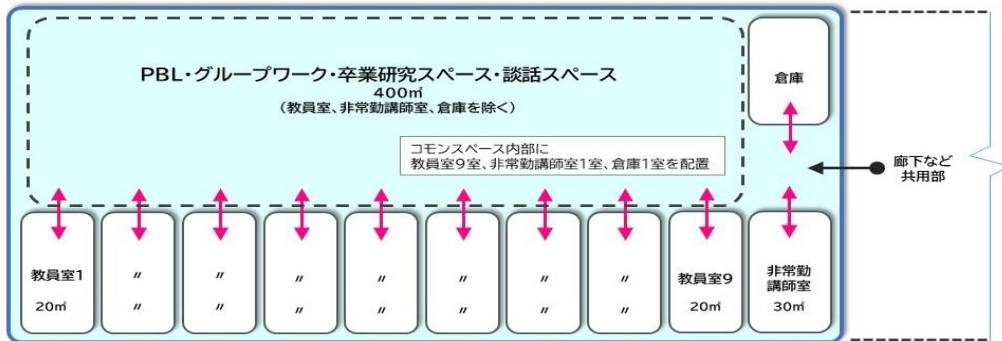 PBL・グループワーク・卒業研究スペース・談話スペース
400㎡
（教員室、非常勤講師室、倉庫を除く）
倉庫
コモンスペース内部に
教員室9室、非常勤講師室1室、倉庫1室を配置
廊下など
共用部
教員室1
20㎡
〃
〃
〃
〃
〃
〃
〃
〃
〃
〃
〃
〃
〃
〃
教員室9
20㎡
非常勤
講師室
30㎡